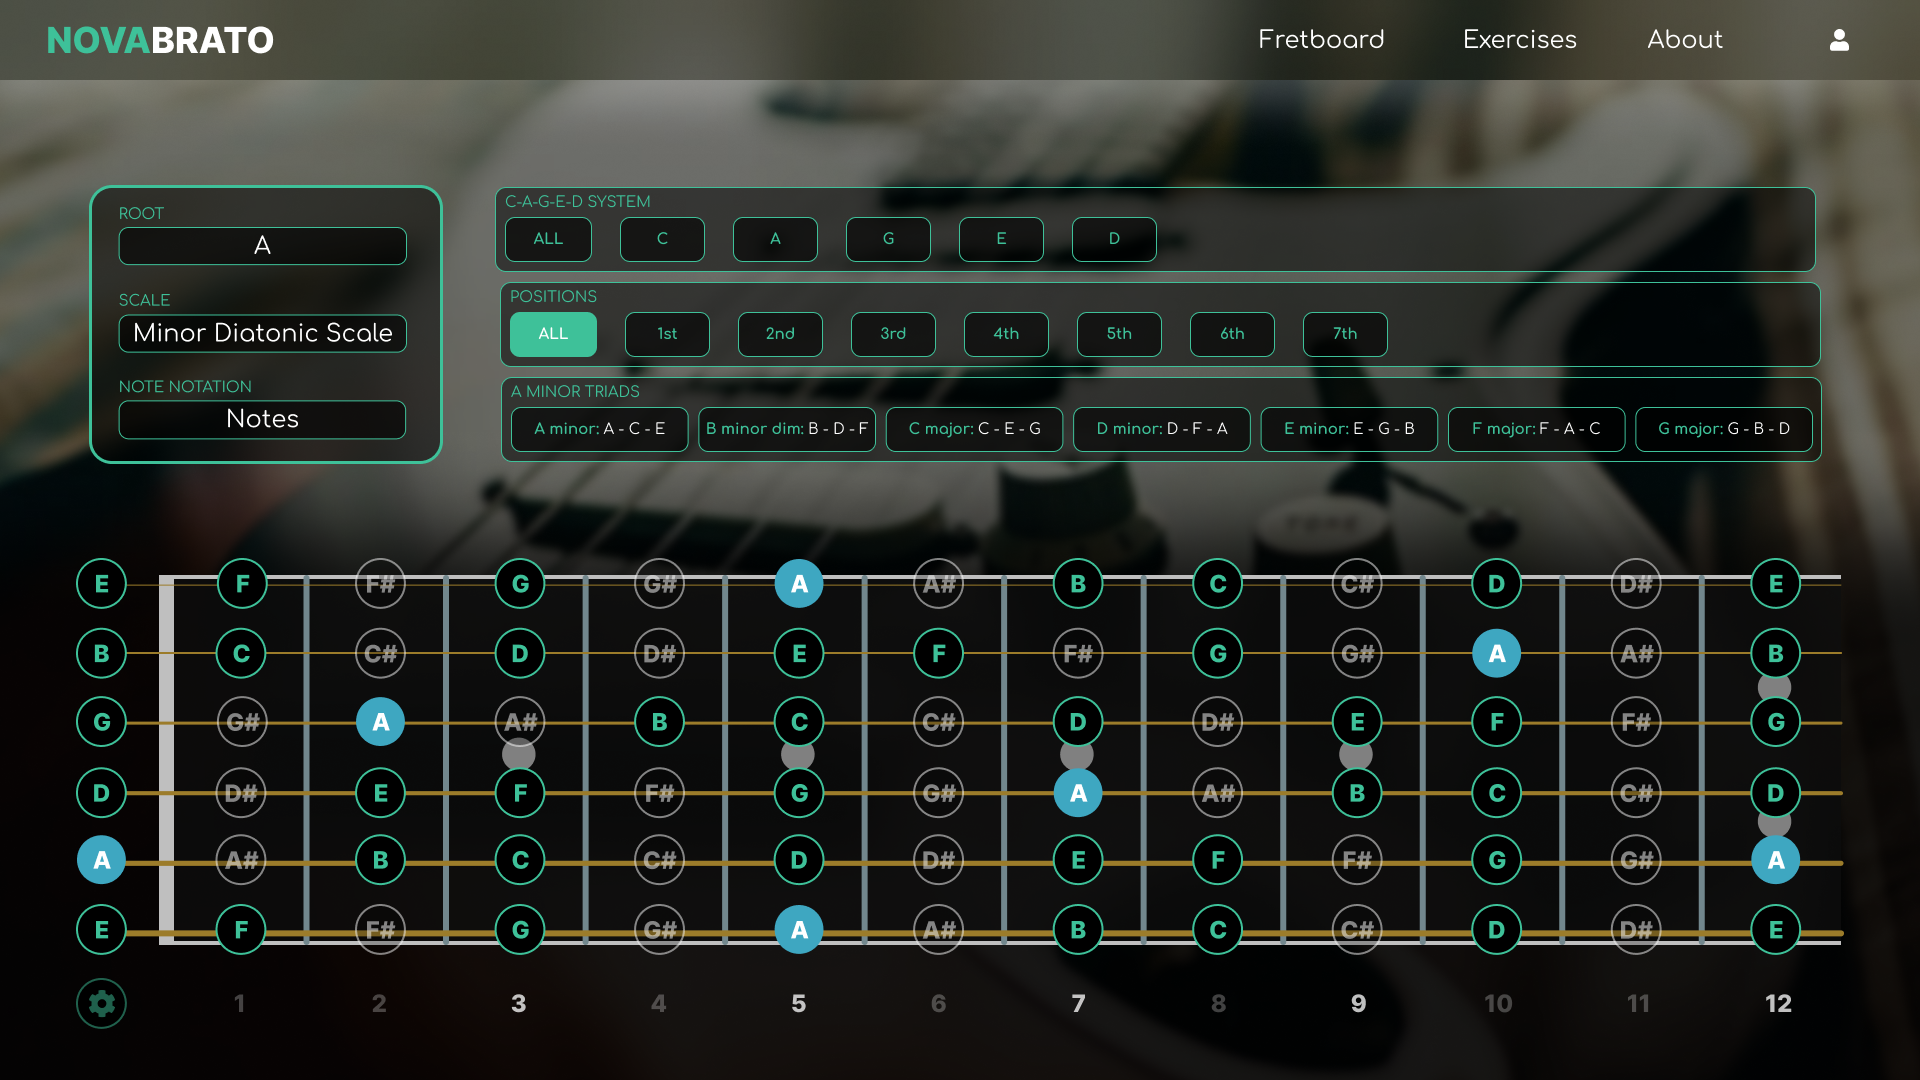 NOVABRATO Fretboard Exercises About
ROOT
A
SCALE
Minor Diatonic Scale
NOTE NOTATION
Notes
C-A-G-E-D SYSTEM
ALL C A G E D
POSITIONS
ALL 1st 2nd 3rd 4th 5th 6th 7th
A MINOR TRIADS
A minor: A - C - E B minor dim: B - D - F C major: C - E - G D minor: D - F - A E minor: E - G - B F major: F - A - C G major: G - B - D
TONE
E F F# G G# A A# B C C# D D# E
B C C# D D# E F F# G G# A A# B
G G# A A# B C C# D D# E F F# G
D D# E F F# G G# A A# B C C# D
A A# B C C# D D# E F F# G G# A
E F F# G G# A A# B C C# D D# E
1 2 3 4 5 6 7 8 9 10 11 12